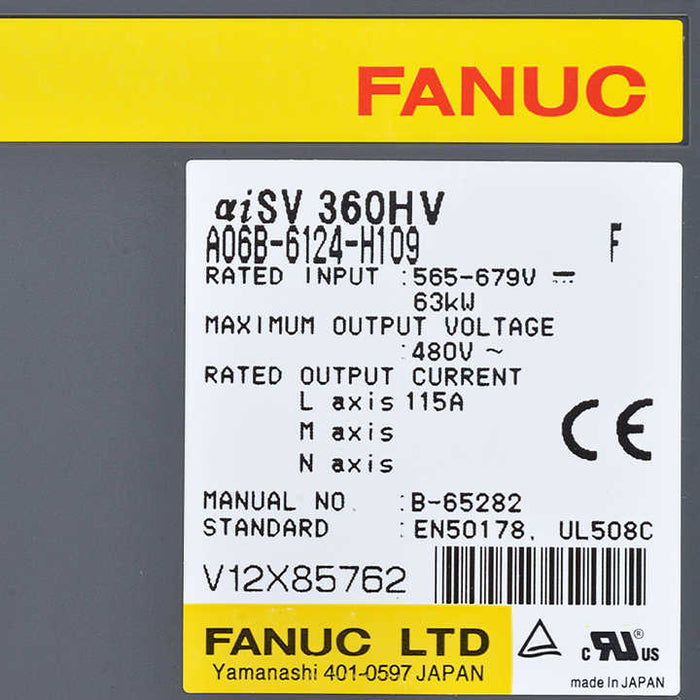 FANUC
αiSV 360HV
A06B-6124-H109 F
RATED INPUT :565-679V ⎓
63kW
MAXIMUM OUTPUT VOLTAGE
:480V ~
RATED OUTPUT CURRENT
L axis 115A
M axis
N axis
MANUAL NO. :B-65282
STANDARD :EN50178, UL508C
CE
V12X85762
FANUC LTD
Yamanashi 401-0597 JAPAN
c RU ® US
made in JAPAN